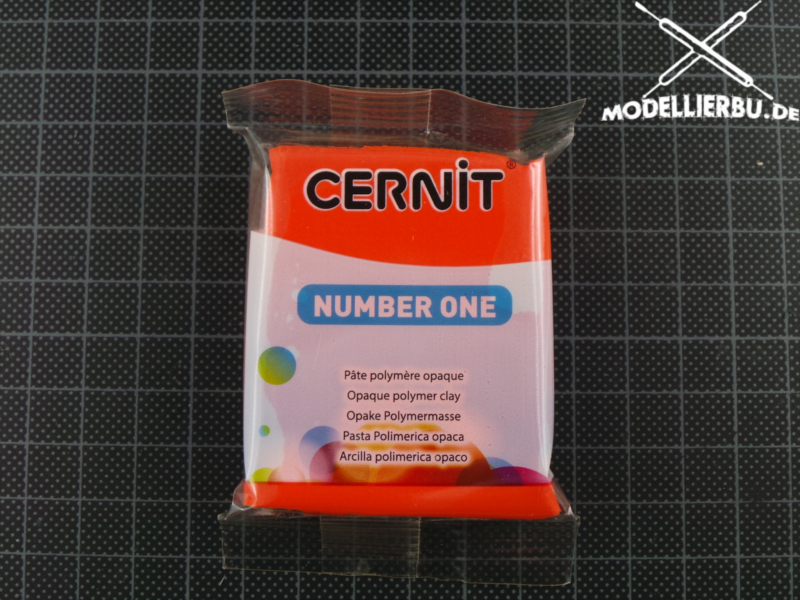 MODELLIERBU.DE
CERNiT®
NUMBER ONE
Pâte polymère opaque
Opaque polymer clay
Opake Polymermasse
Pasta Polimerica opaca
Arcilla polimerica opaco